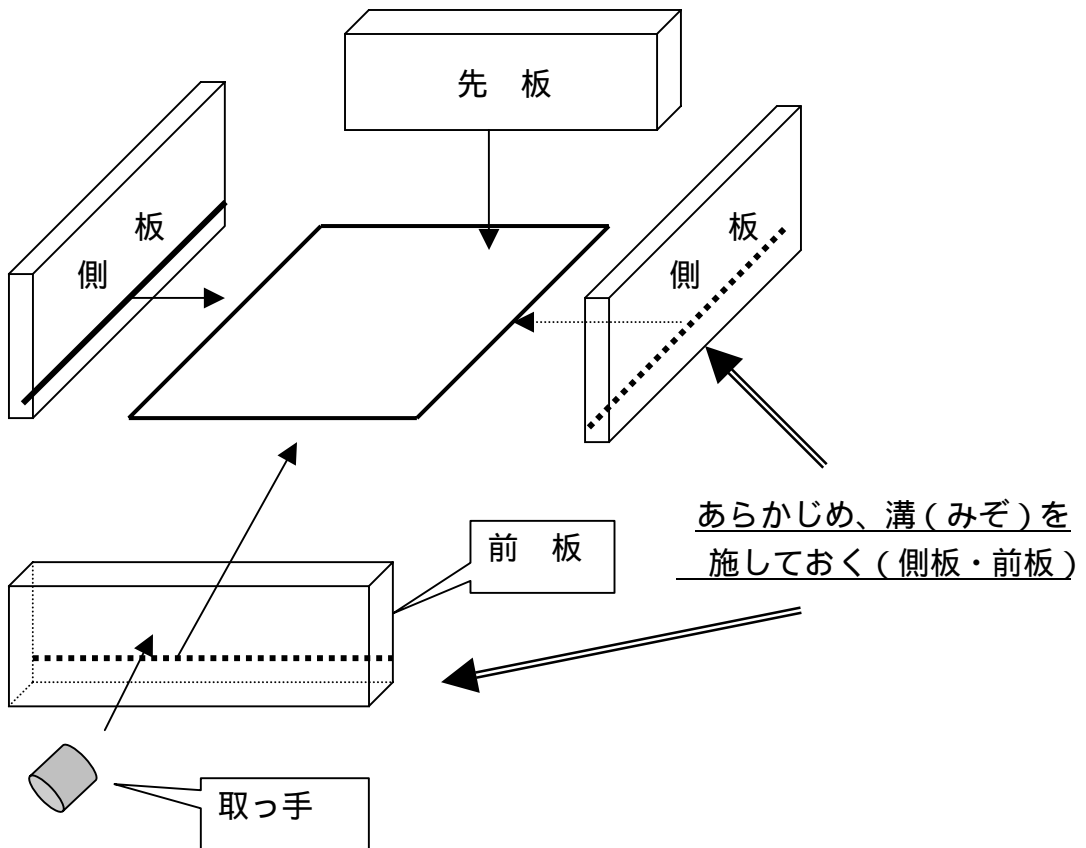 先　板
側　板
側　板
前　板
あらかじめ、溝（みぞ）を
施しておく（側板・前板）
取っ手